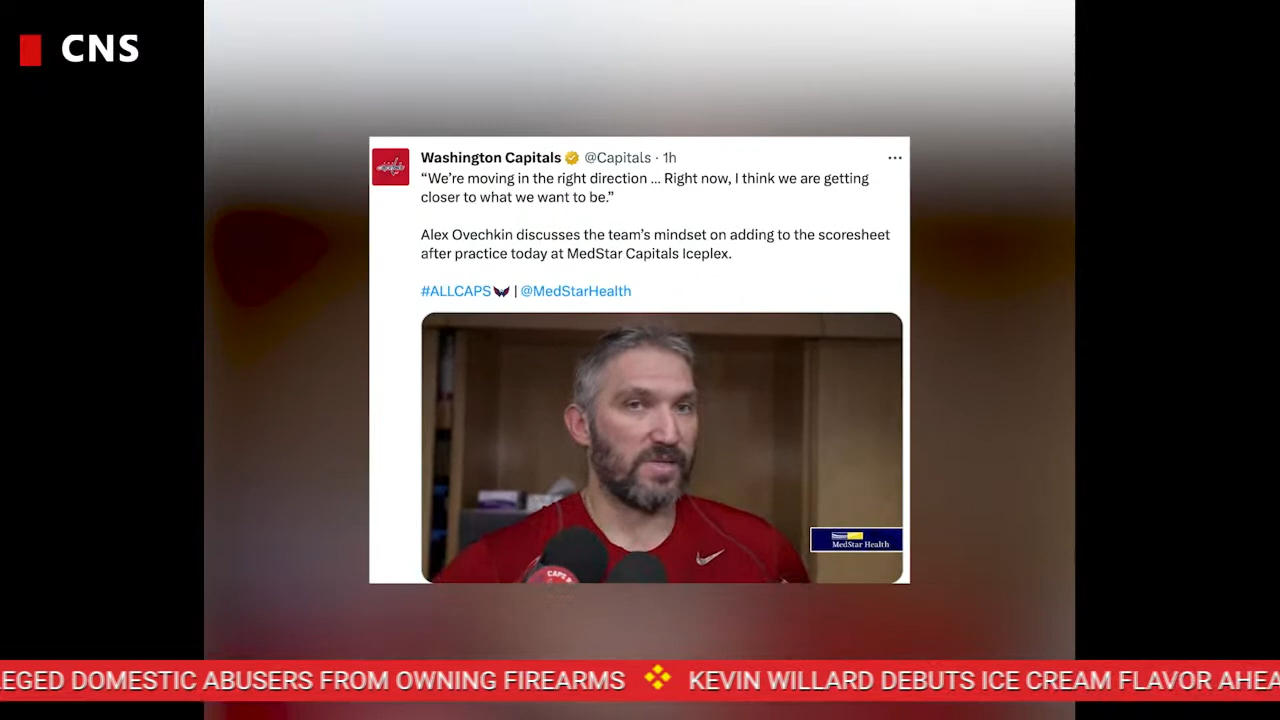 CNS
Washington Capitals @Capitals · 1h
“We’re moving in the right direction ... Right now, I think we are getting
closer to what we want to be.”
Alex Ovechkin discusses the team’s mindset on adding to the scoresheet
after practice today at MedStar Capitals Iceplex.
#ALLCAPS | @MedStarHealth
MedStar Health
CAPS
EGED DOMESTIC ABUSERS FROM OWNING FIREARMS KEVIN WILLARD DEBUTS ICE CREAM FLAVOR AHEA